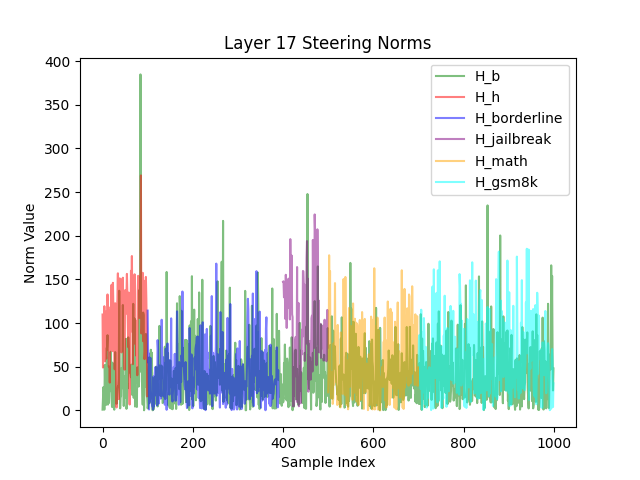 Layer 17 Steering Norms
400
350
300
250
200
150
100
50
0
Norm Value
H_b
H_h
H_borderline
H_jailbreak
H_math
H_gsm8k
0
200
400
600
800
1000
Sample Index